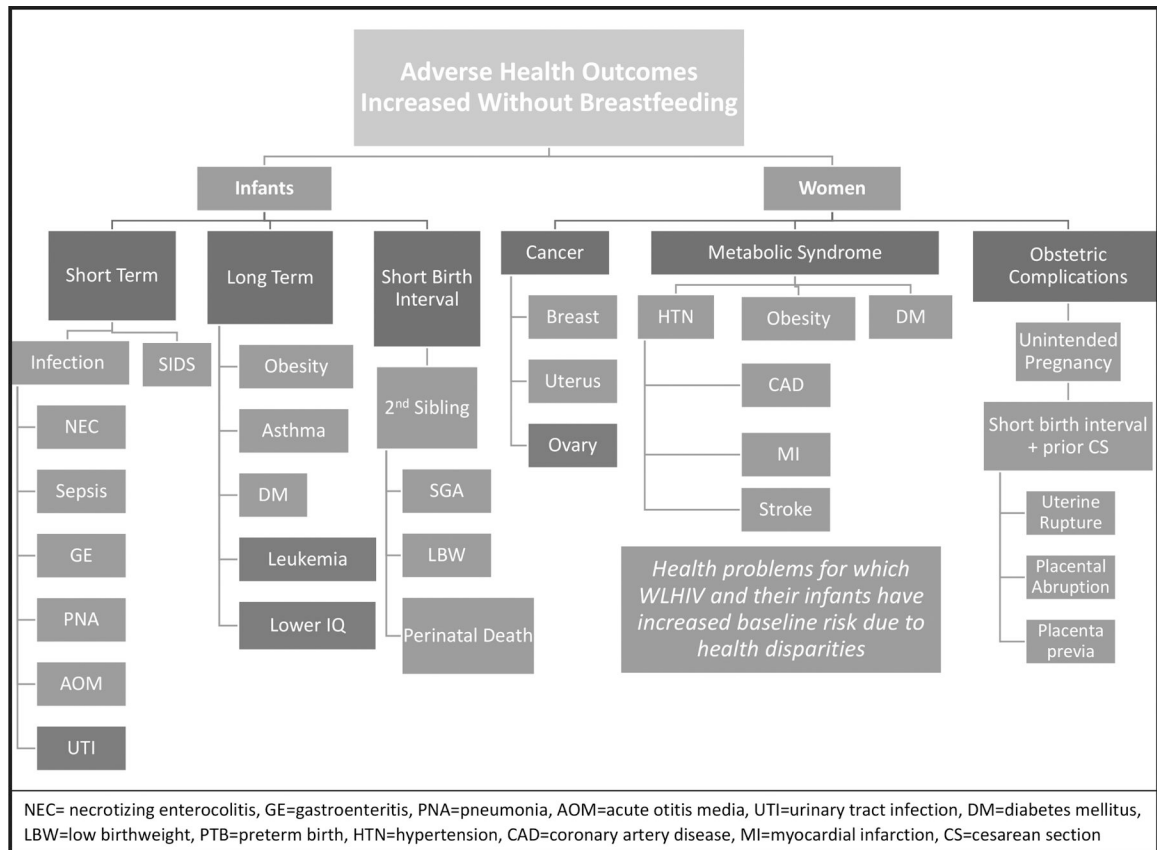 Adverse Health Outcomes
Increased Without Breastfeeding
Infants
Women
Short Term
Long Term
Short Birth
Interval
Cancer
Metabolic Syndrome
Obstetric
Complications
Infection
SIDS
NEC
Sepsis
GE
PNA
AOM
UTI
Obesity
Asthma
DM
Leukemia
Lower IQ
2nd Sibling
SGA
LBW
Perinatal Death
Breast
Uterus
Ovary
HTN
Obesity
DM
CAD
MI
Stroke
Unintended
Pregnancy
Short birth interval
+ prior CS
Uterine
Rupture
Placental
Abruption
Placenta
previa
Health problems for which
WLHIV and their infants have
increased baseline risk due to
health disparities
NEC= necrotizing enterocolitis, GE=gastroenteritis, PNA=pneumonia, AOM=acute otitis media, UTI=urinary tract infection, DM=diabetes mellitus,
LBW=low birthweight, PTB=preterm birth, HTN=hypertension, CAD=coronary artery disease, MI=myocardial infarction, CS=cesarean section